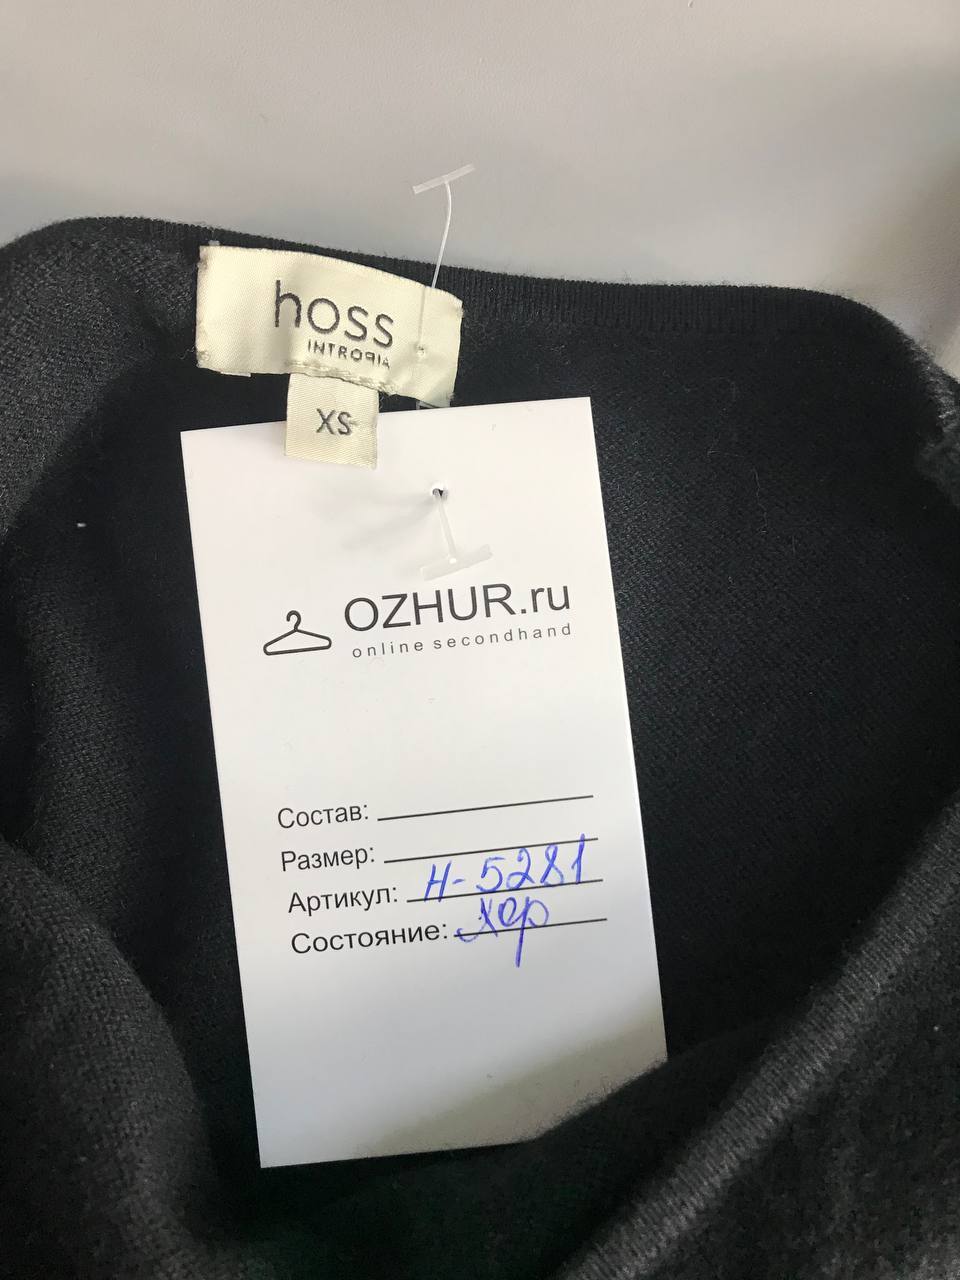 hoss
INTROPIA
XS
OZHUR.ru
online secondhand
Состав:
Размер:
Артикул: Н-5281
Состояние: хор